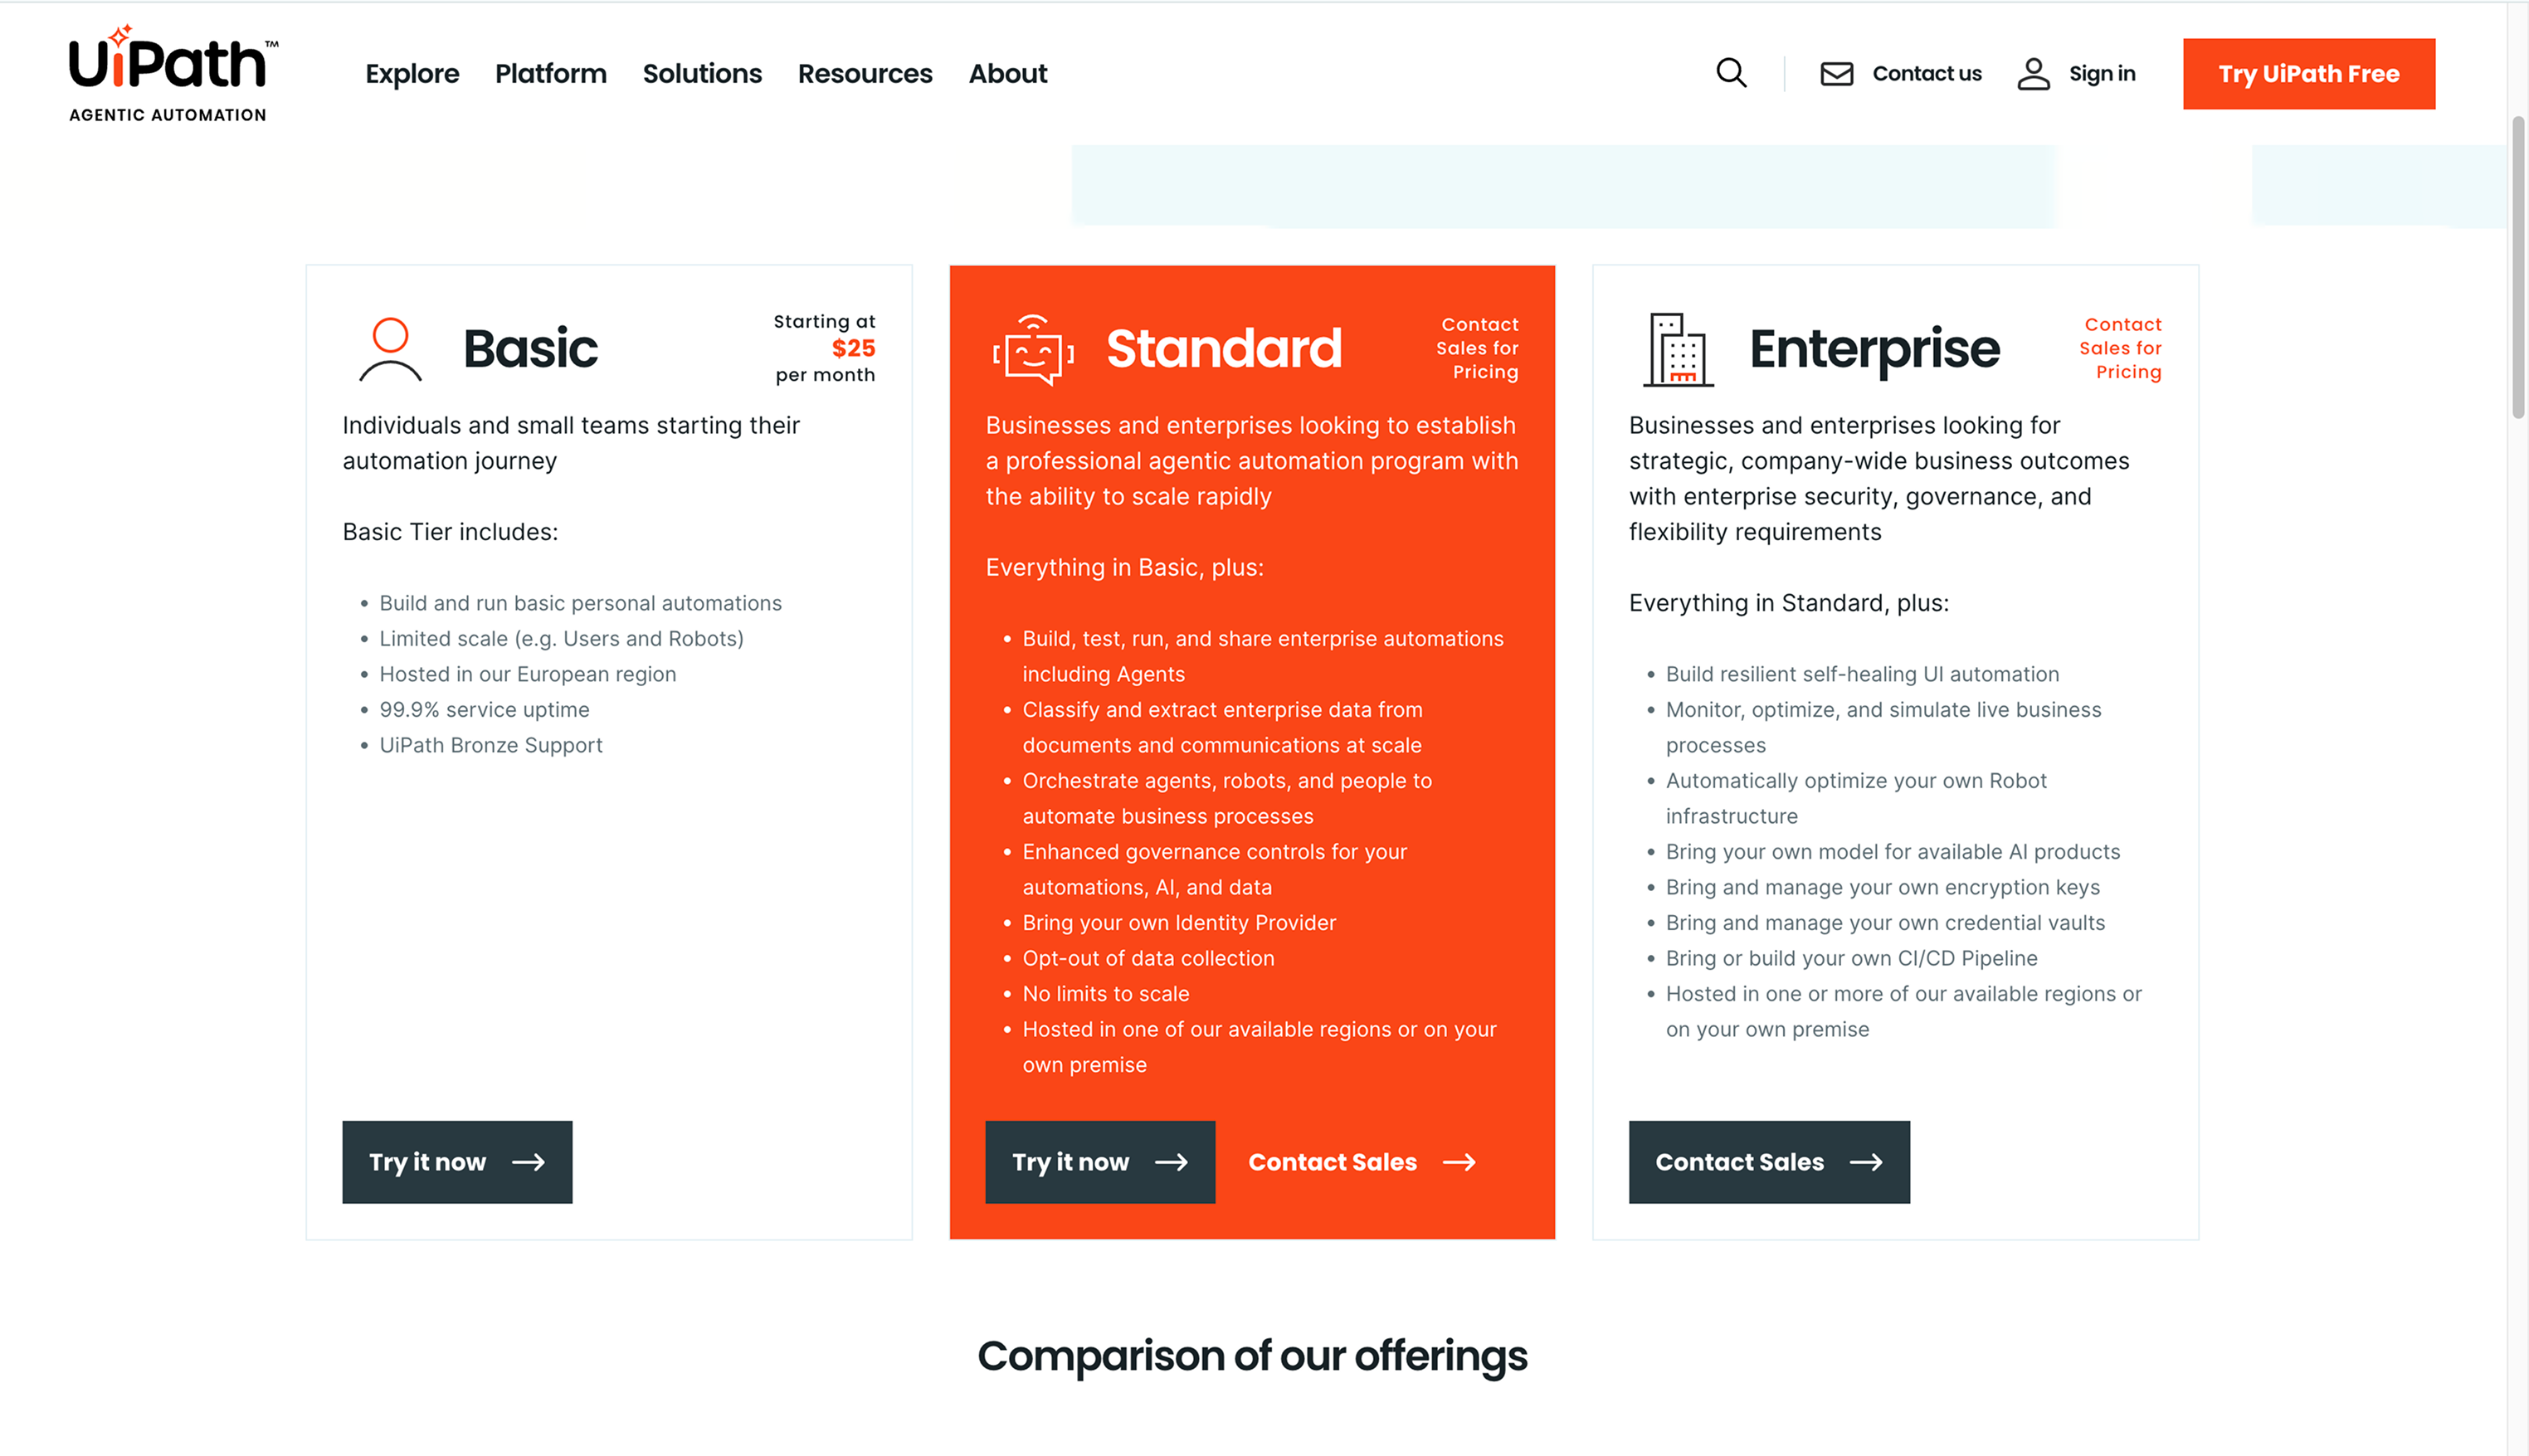 UiPath™
AGENTIC AUTOMATION
Explore
Platform
Solutions
Resources
About
Contact us
Sign in
Try UiPath Free
Basic
Starting at
$25
per month
Individuals and small teams starting their
automation journey
Basic Tier includes:
• Build and run basic personal automations
• Limited scale (e.g. Users and Robots)
• Hosted in our European region
• 99.9% service uptime
• UiPath Bronze Support
Try it now
Standard
Contact
Sales for
Pricing
Businesses and enterprises looking to establish
a professional agentic automation program with
the ability to scale rapidly
Everything in Basic, plus:
• Build, test, run, and share enterprise automations
including Agents
• Classify and extract enterprise data from
documents and communications at scale
• Orchestrate agents, robots, and people to
automate business processes
• Enhanced governance controls for your
automations, AI, and data
• Bring your own Identity Provider
• Opt-out of data collection
• No limits to scale
• Hosted in one of our available regions or on your
own premise
Try it now
Contact Sales
Enterprise
Contact
Sales for
Pricing
Businesses and enterprises looking for
strategic, company-wide business outcomes
with enterprise security, governance, and
flexibility requirements
Everything in Standard, plus:
• Build resilient self-healing UI automation
• Monitor, optimize, and simulate live business
processes
• Automatically optimize your own Robot
infrastructure
• Bring your own model for available AI products
• Bring and manage your own encryption keys
• Bring and manage your own credential vaults
• Bring or build your own CI/CD Pipeline
• Hosted in one or more of our available regions or
on your own premise
Contact Sales
Comparison of our offerings